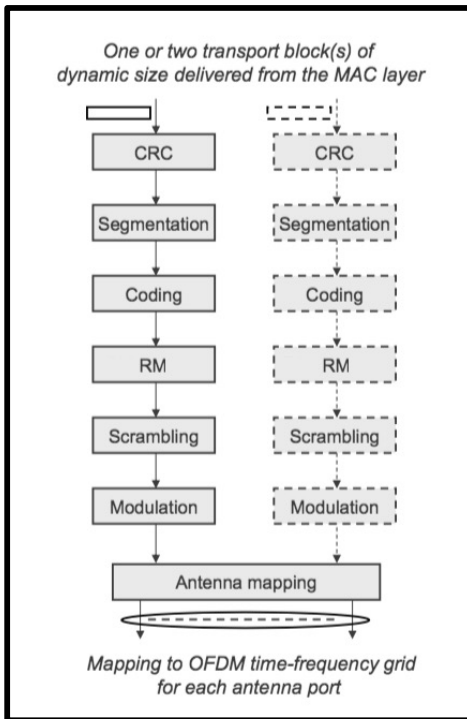 One or two transport block(s) of
dynamic size delivered from the MAC layer
CRC CRC
Segmentation Segmentation
Coding Coding
RM RM
Scrambling Scrambling
Modulation Modulation
Antenna mapping
Mapping to OFDM time-frequency grid
for each antenna port